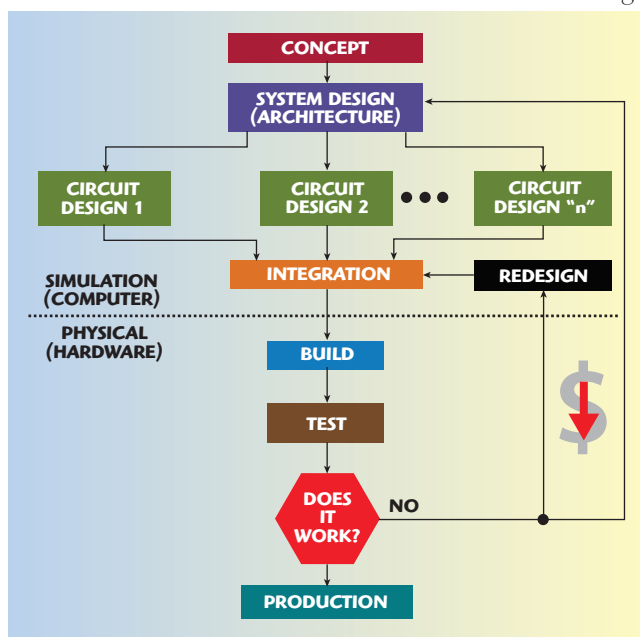 CONCEPT
SYSTEM DESIGN
(ARCHITECTURE)
CIRCUIT
DESIGN 1
CIRCUIT
DESIGN 2
CIRCUIT
DESIGN “n”
INTEGRATION
REDESIGN
SIMULATION
(COMPUTER)
PHYSICAL
(HARDWARE)
BUILD
$
TEST
DOES
IT
WORK?
NO
PRODUCTION